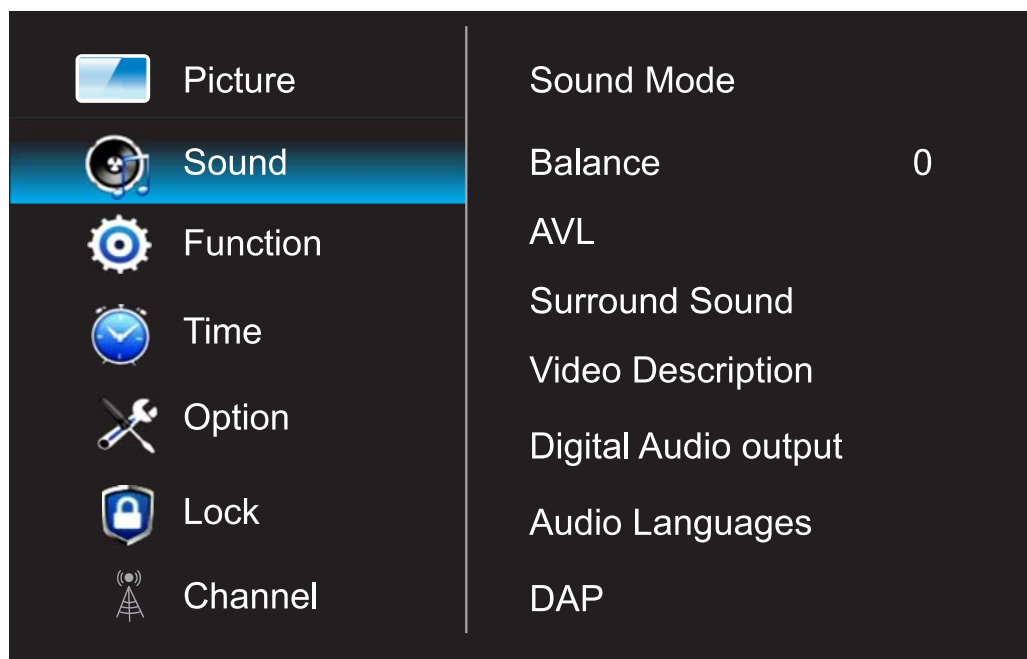 Picture
Sound
Function
Time
Option
Lock
Channel
Sound Mode
Balance 0
AVL
Surround Sound
Video Description
Digital Audio output
Audio Languages
DAP